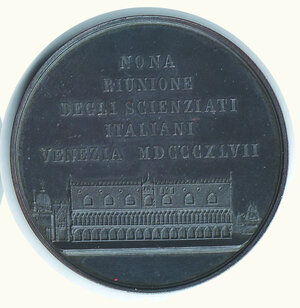 NONA
RIUNIONE
DEGLI SCIENZIATI
ITALIANI
VENEZIA MDCCCXLVII